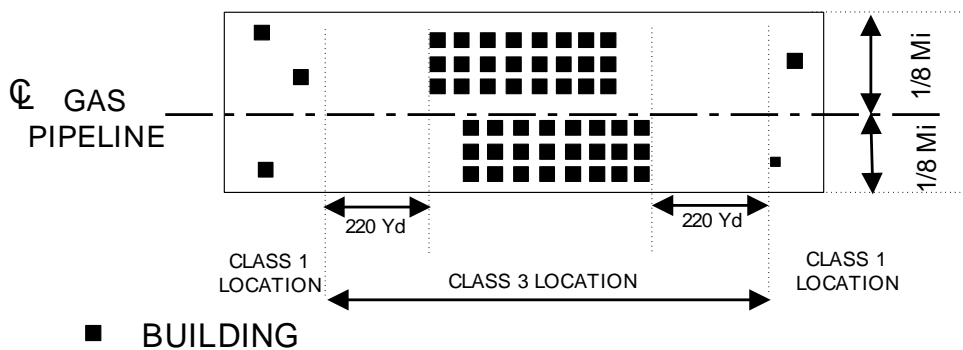 1/8 Mi
℄ GAS
PIPELINE
1/8 Mi
220 Yd
220 Yd
CLASS 1
LOCATION
CLASS 3 LOCATION
CLASS 1
LOCATION
BUILDING